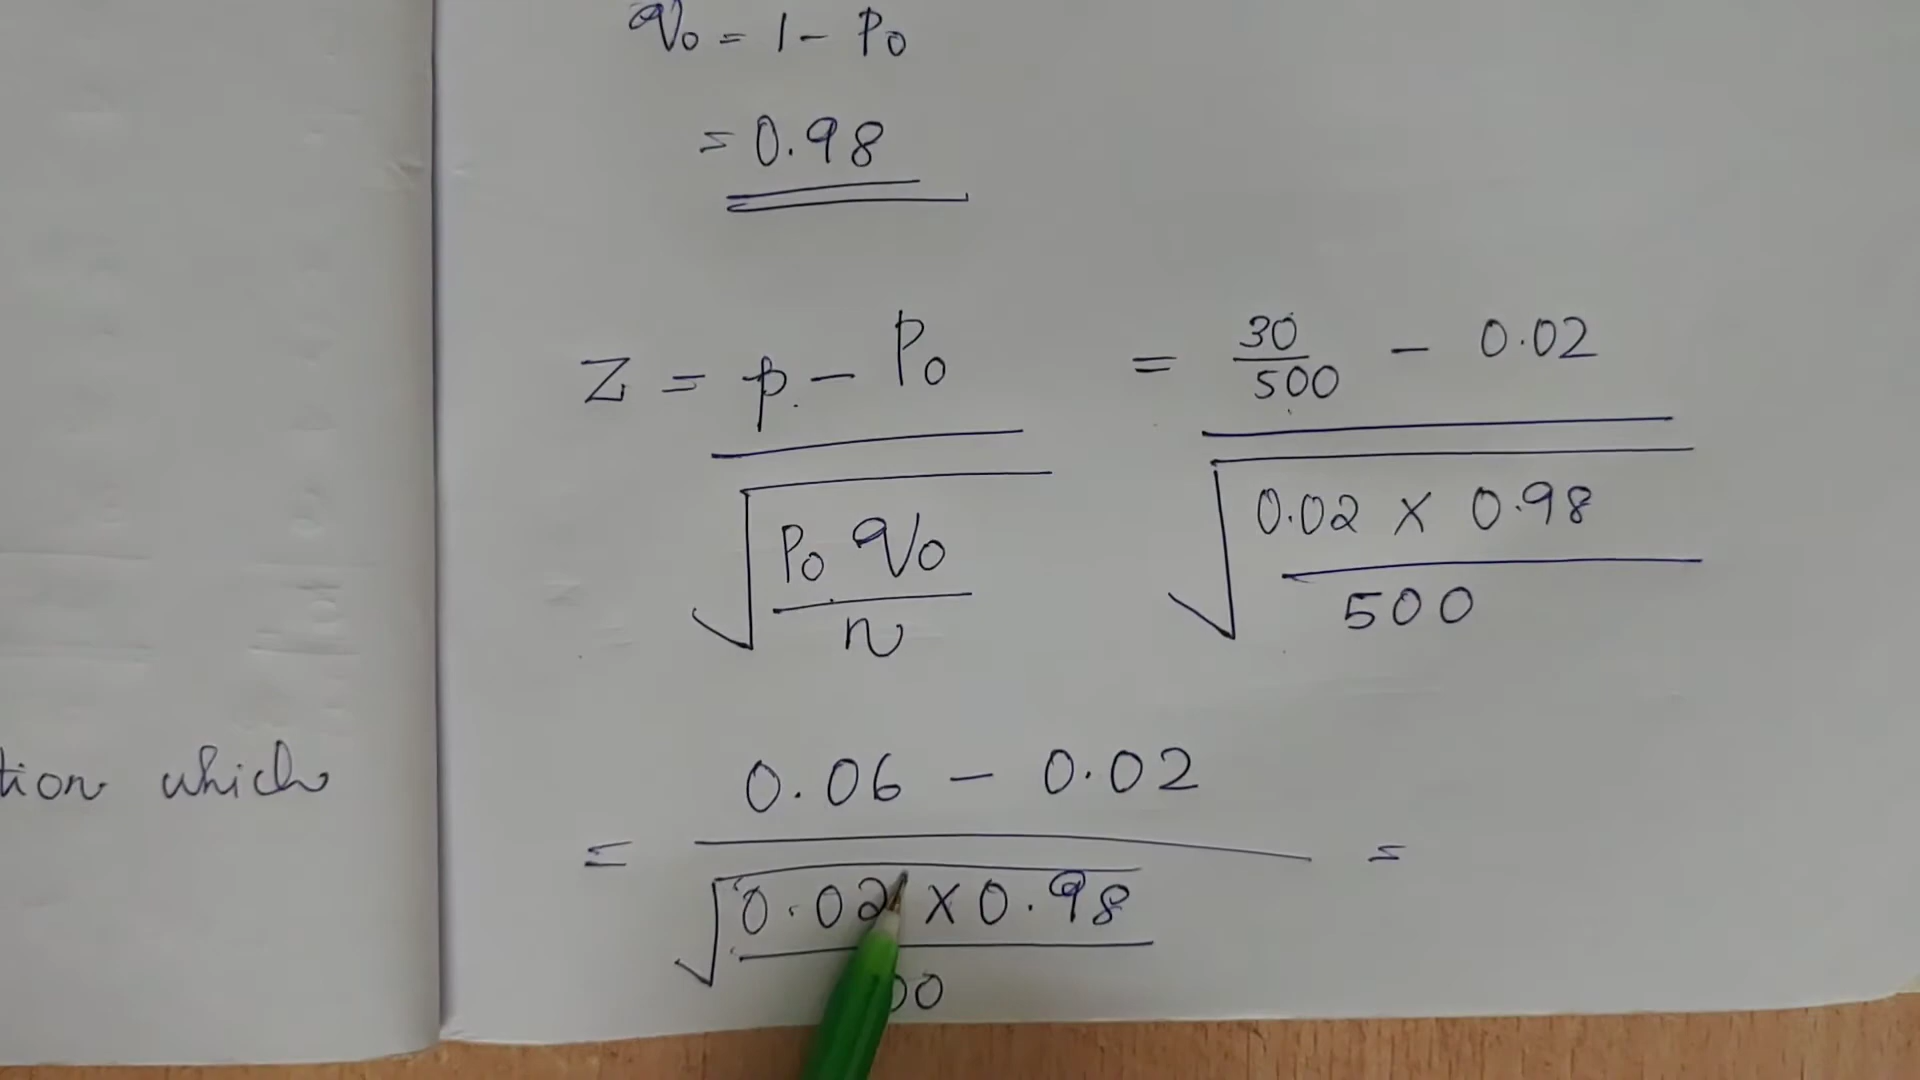 q₀ = 1 - P₀
= 0.98
Z = p - P₀ = 30/500 - 0.02
√ P₀ q₀ / n √ 0.02 x 0.98 / 500
tion which
0.06 - 0.02
= =
√ 0.02 x 0.98
00